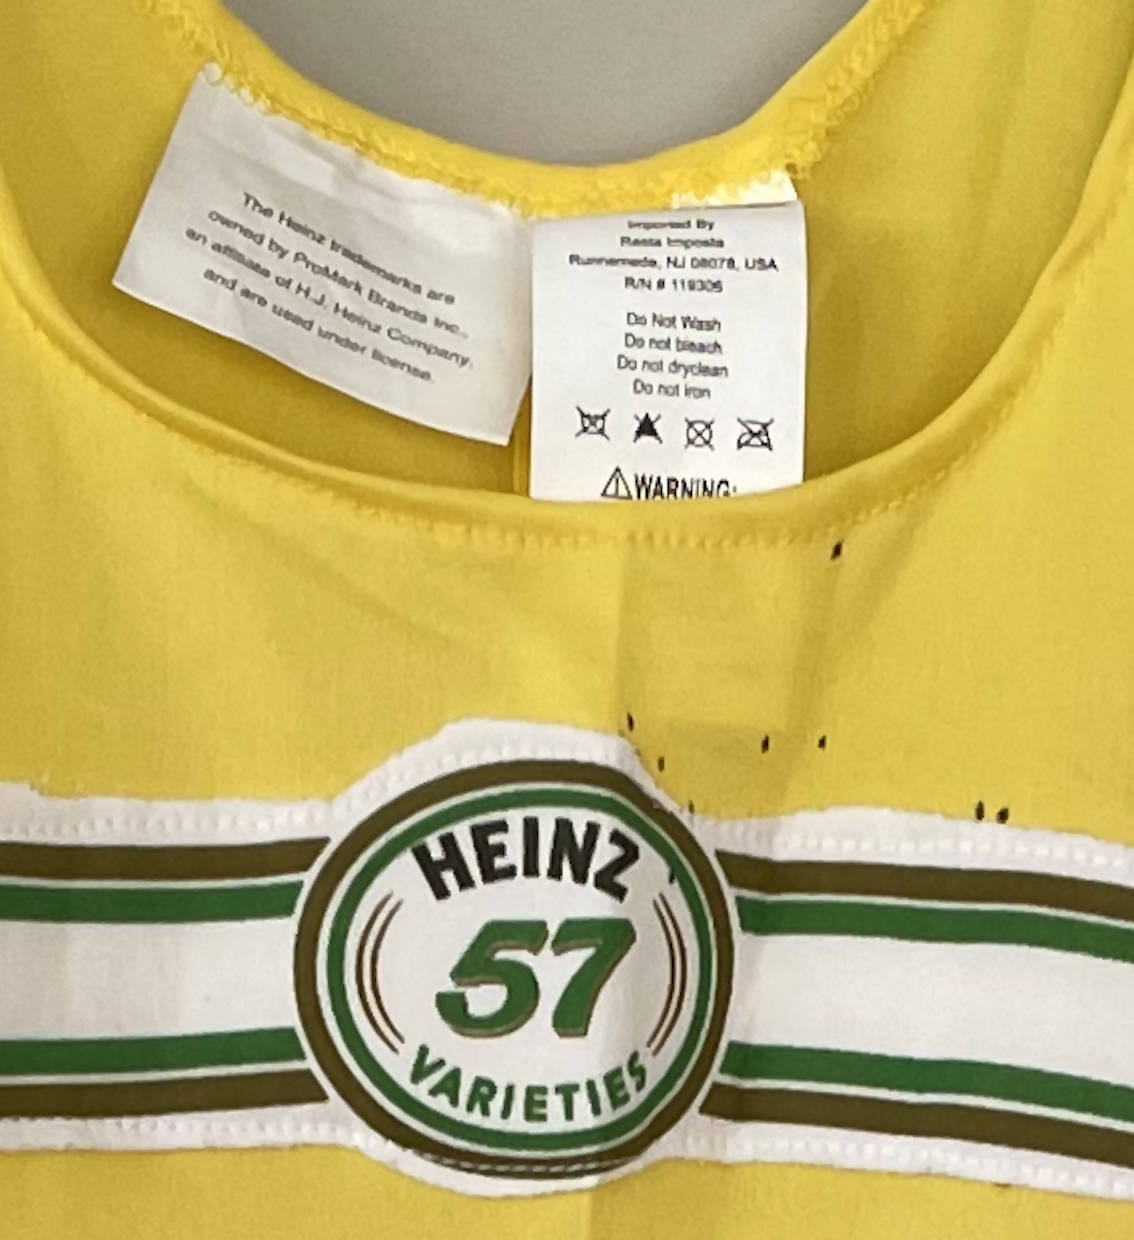 The Heinz trademarks are
owned by ProMark Brands Inc.,
an affiliate of H.J. Heinz Company,
and are used under license.
Imported By
Rasta Imposta
Runnemede, NJ 08078, USA
R/N # 119306
Do Not Wash
Do not bleach
Do not dryclean
Do not iron
WARNING:
HEINZ
57
VARIETIES